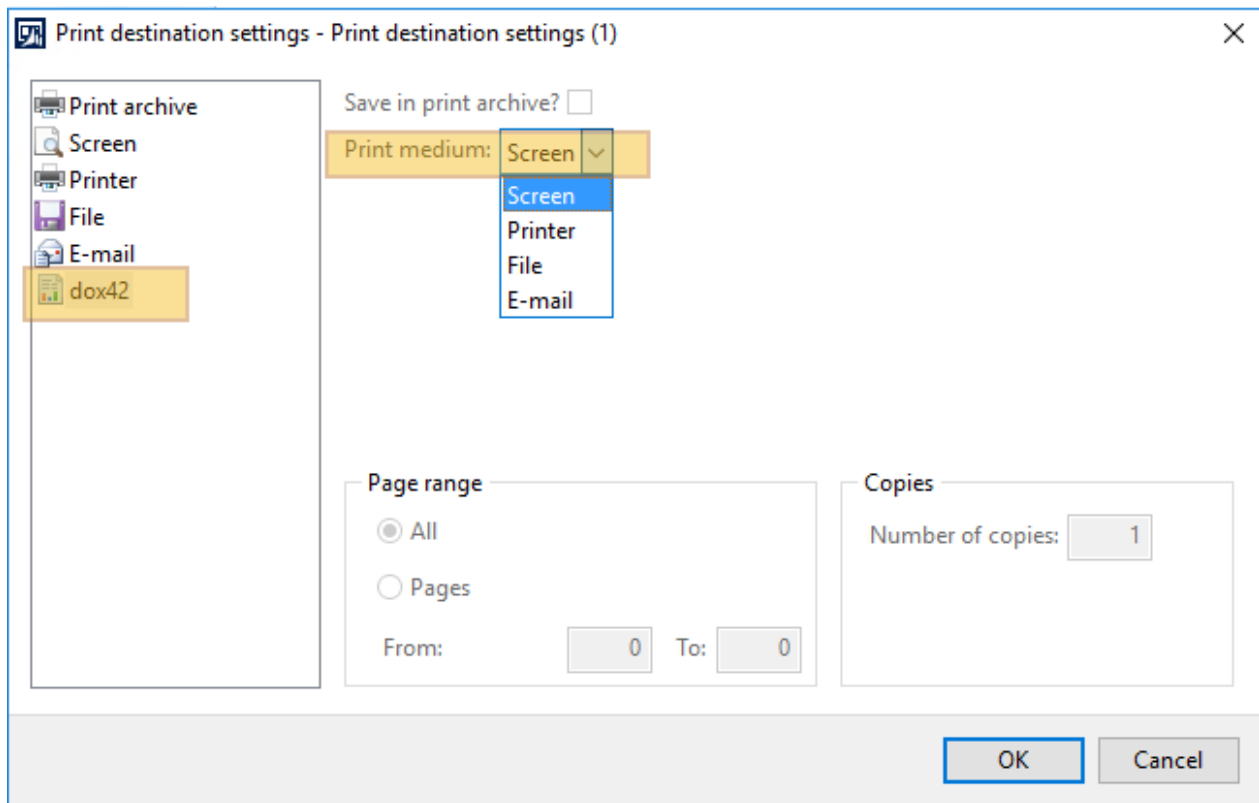 Print destination settings - Print destination settings (1)
Print archive
Screen
Printer
File
E-mail
dox42
Save in print archive?
Print medium: Screen
Screen
Printer
File
E-mail
Page range
All
Pages
From: 0 To: 0
Copies
Number of copies: 1
OK Cancel